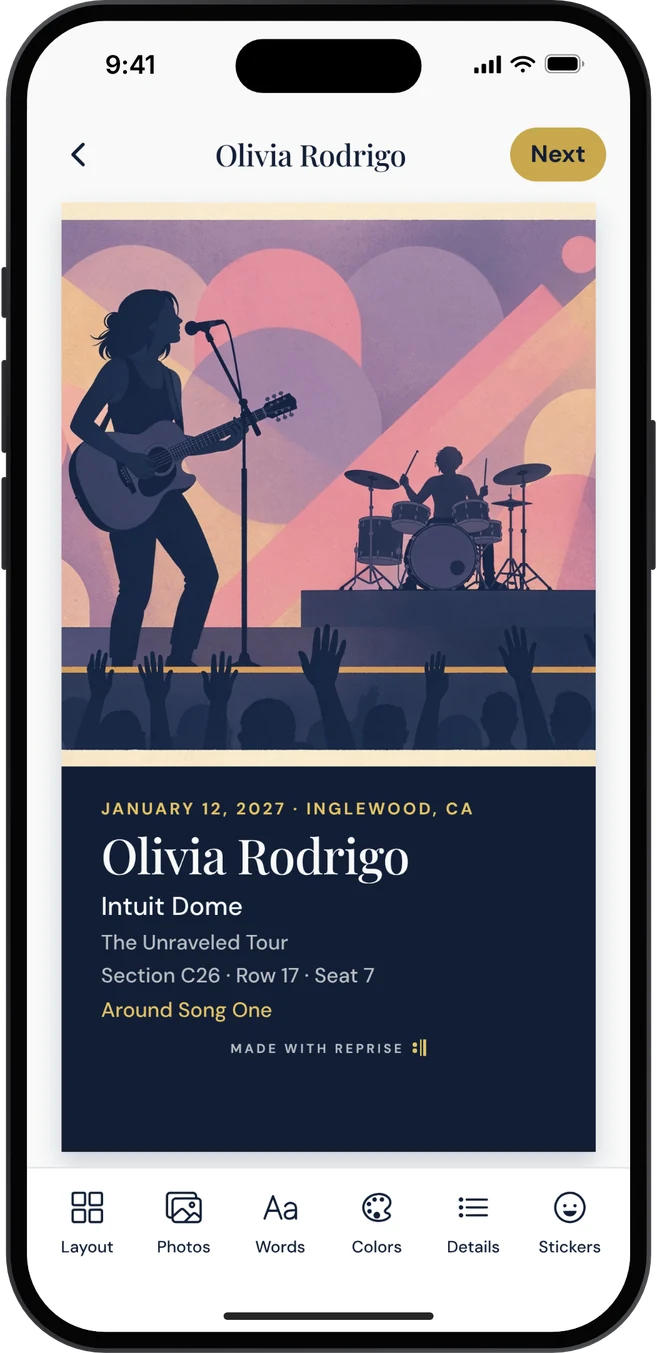 9:41
Olivia Rodrigo
Next
JANUARY 12, 2027 · INGLEWOOD, CA
Olivia Rodrigo
Intuit Dome
The Unraveled Tour
Section C26 · Row 17 · Seat 7
Around Song One
MADE WITH REPRISE
Layout Photos Words Colors Details Stickers